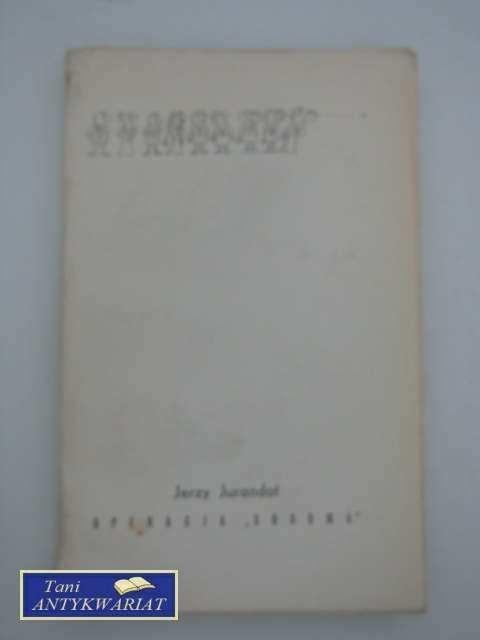 Jerzy Jurandot
OPERACJA „SODOMA"
Tani
ANTYKWARIAT